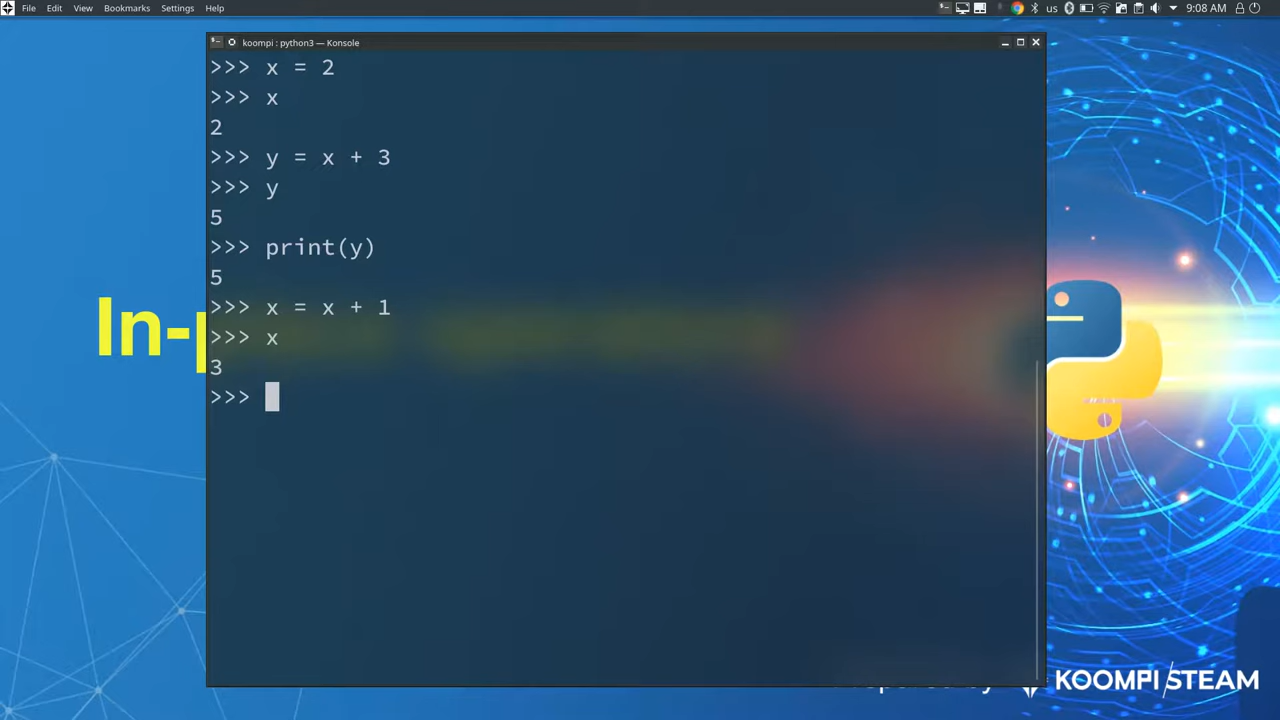 File Edit View Bookmarks Settings Help
us 9:08 AM
koompi : python3 — Konsole
>>> x = 2
>>> x
2
>>> y = x + 3
>>> y
5
>>> print(y)
5
>>> x = x + 1
>>> x
3
>>>
In-
KOOMPI STEAM